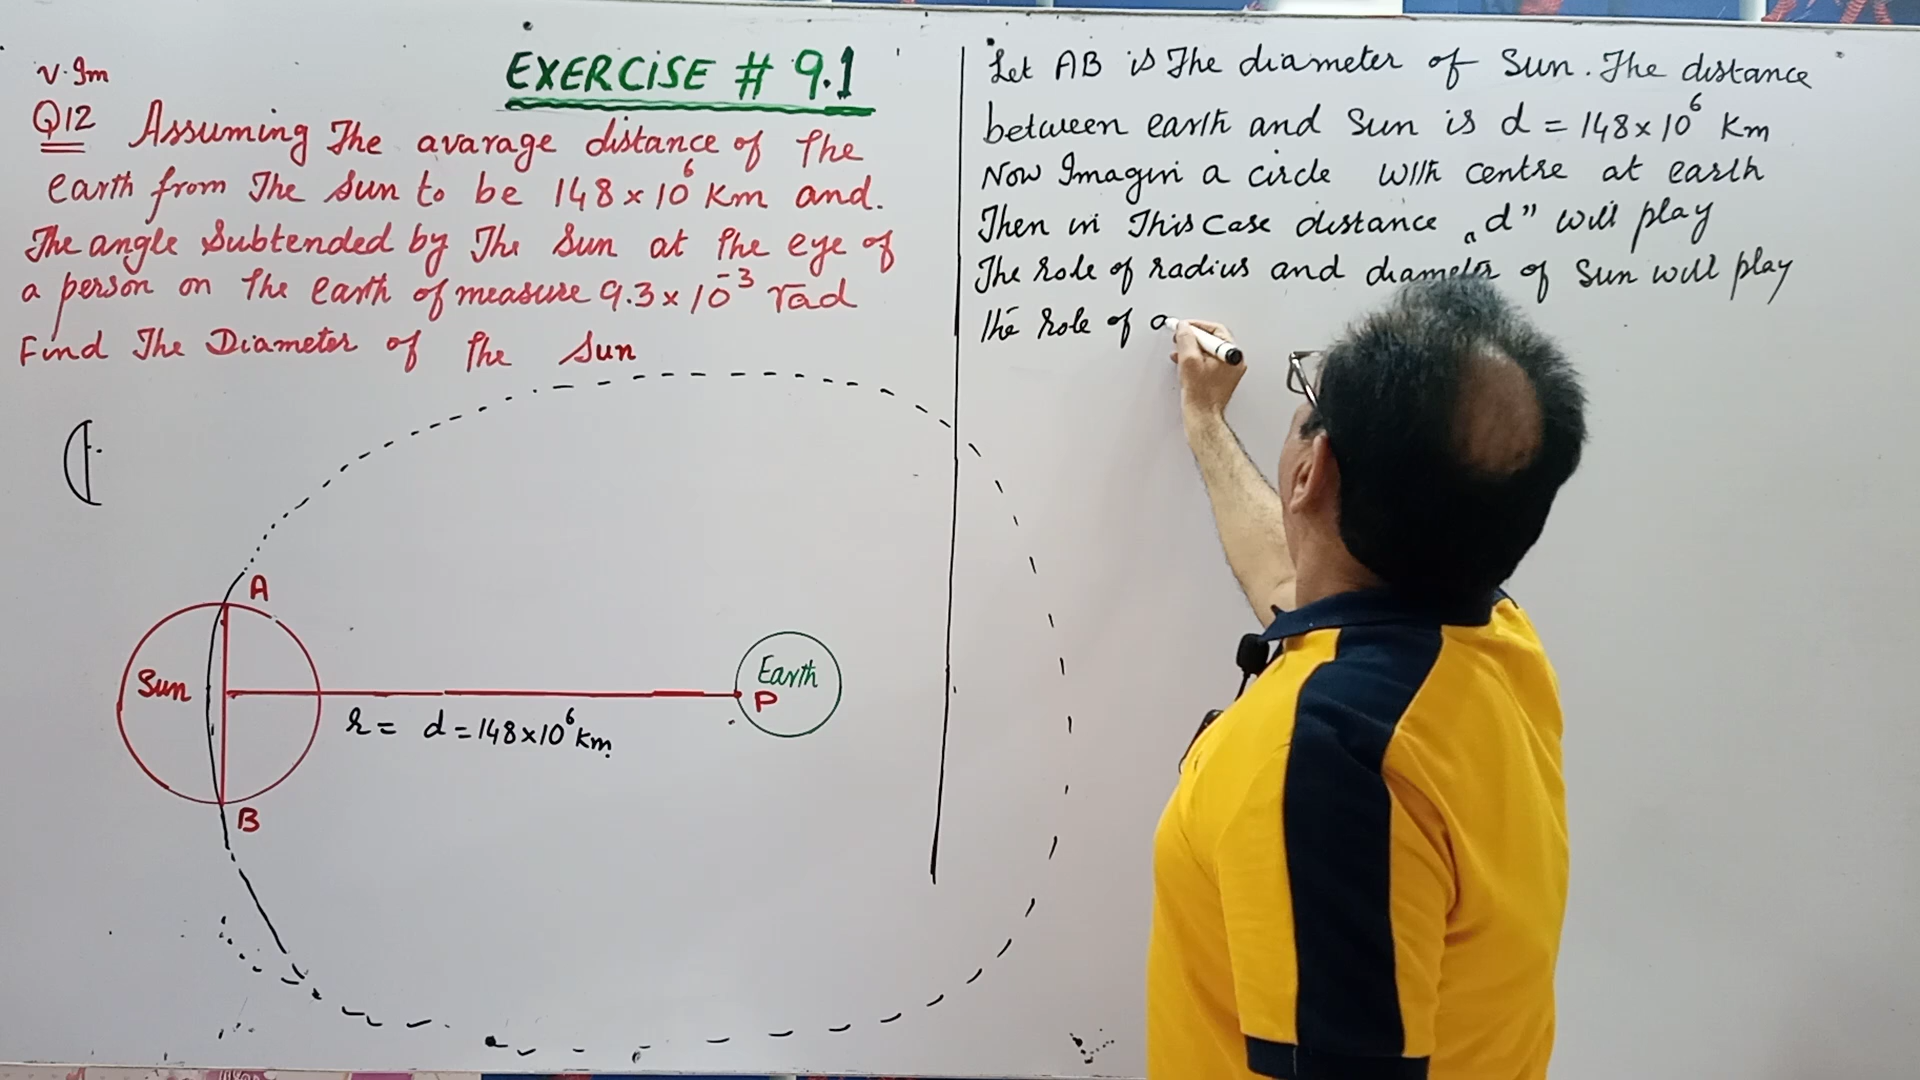 EXERCISE # 9.1
V.Im
Q12 Assuming The avarage distance of the
earth from The Sun to be 148 x 10⁶ Km and.
The angle Subtended by The Sun at the eye of
a person on the earth of measure 9.3 x 10⁻³ rad
Find The Diameter of the Sun
A
Sun
B
Earth
P
r = d = 148x10⁶ km.
Let AB is The diameter of Sun. The distance
between earth and Sun is d = 148 x 10⁶ Km
Now Imagin a circle with centre at earth
Then in This Case distance „d” will play
The role of radius and diameter of Sun will play
the role of a